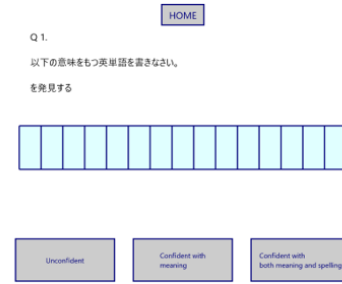 HOME
Q 1.
以下の意味をもつ英単語を書きなさい。
を発見する
Unconfident
Confident with
meaning
Confident with
both meaning and spelling